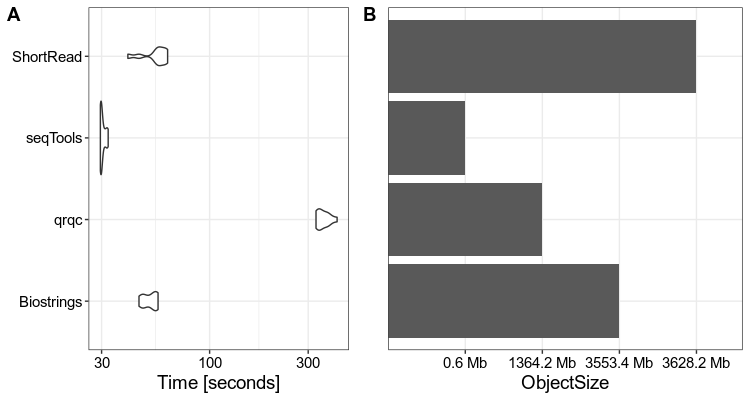 A
ShortRead
seqTools
qrqc
Biostrings
30 100 300
Time [seconds]
B
0.6 Mb 1364.2 Mb 3553.4 Mb 3628.2 Mb
ObjectSize